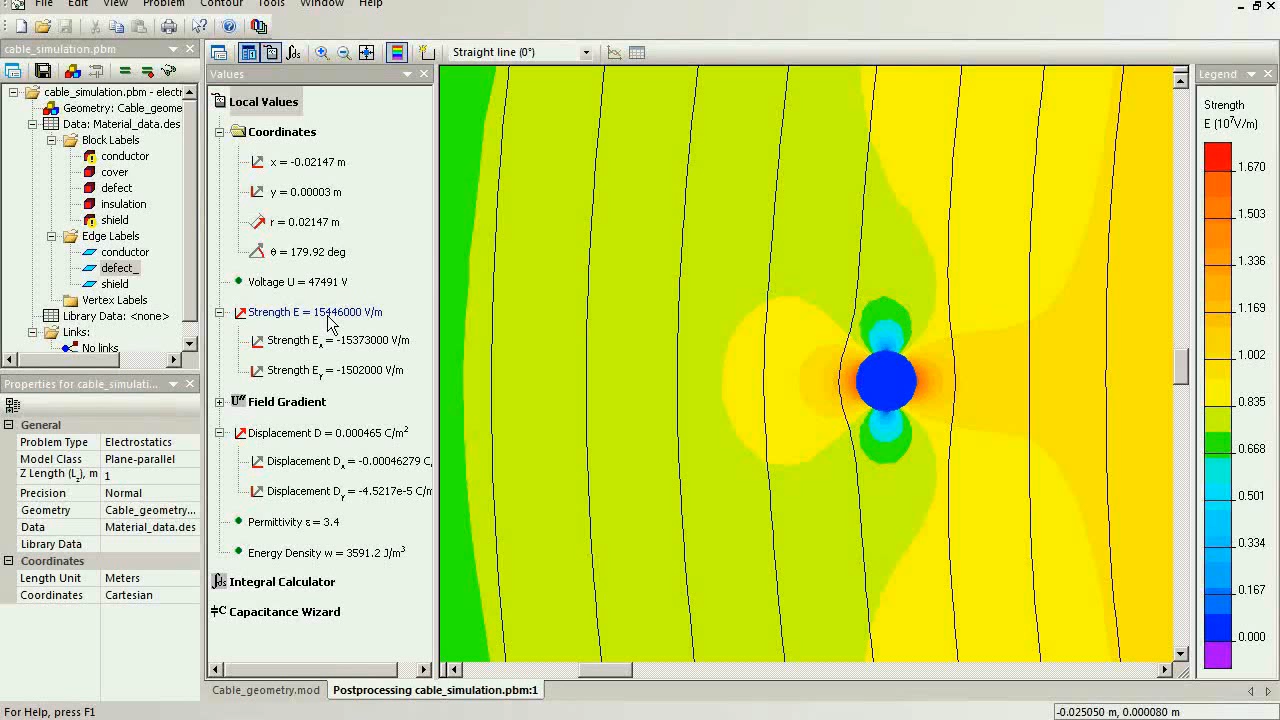 File Edit View Problem Contour Tools Window Help
cable_simulation.pbm
cable_simulation.pbm - electr
Geometry: Cable_geome
Data: Material_data.des
Block Labels
conductor
cover
defect
insulation
shield
Edge Labels
conductor
defect_
shield
Vertex Labels
Library Data: <none>
Links:
No links
Properties for cable_simulati...
General
Problem Type Electrostatics
Model Class Plane-parallel
Z Length (Lz), m 1
Precision Normal
Geometry Cable_geometry...
Data Material_data.des
Library Data
Coordinates
Length Unit Meters
Coordinates Cartesian
Straight line (0°)
Values
Local Values
Coordinates
x = -0.02147 m
y = 0.00003 m
r = 0.02147 m
θ = 179.92 deg
Voltage U = 47491 V
Strength E = 15446000 V/m
Strength Ex = -15373000 V/m
Strength Ey = -1502000 V/m
Field Gradient
Displacement D = 0.000465 C/m²
Displacement Dx = -0.00046279 C,
Displacement Dy = -4.5217e-5 C/m
Permittivity ε = 3.4
Energy Density w = 3591.2 J/m³
Integral Calculator
Capacitance Wizard
Legend
Strength
E (10⁷V/m)
1.670
1.503
1.336
1.169
1.002
0.835
0.668
0.501
0.334
0.167
0.000
Cable_geometry.mod Postprocessing cable_simulation.pbm:1
For Help, press F1
-0.025050 m, 0.000080 m